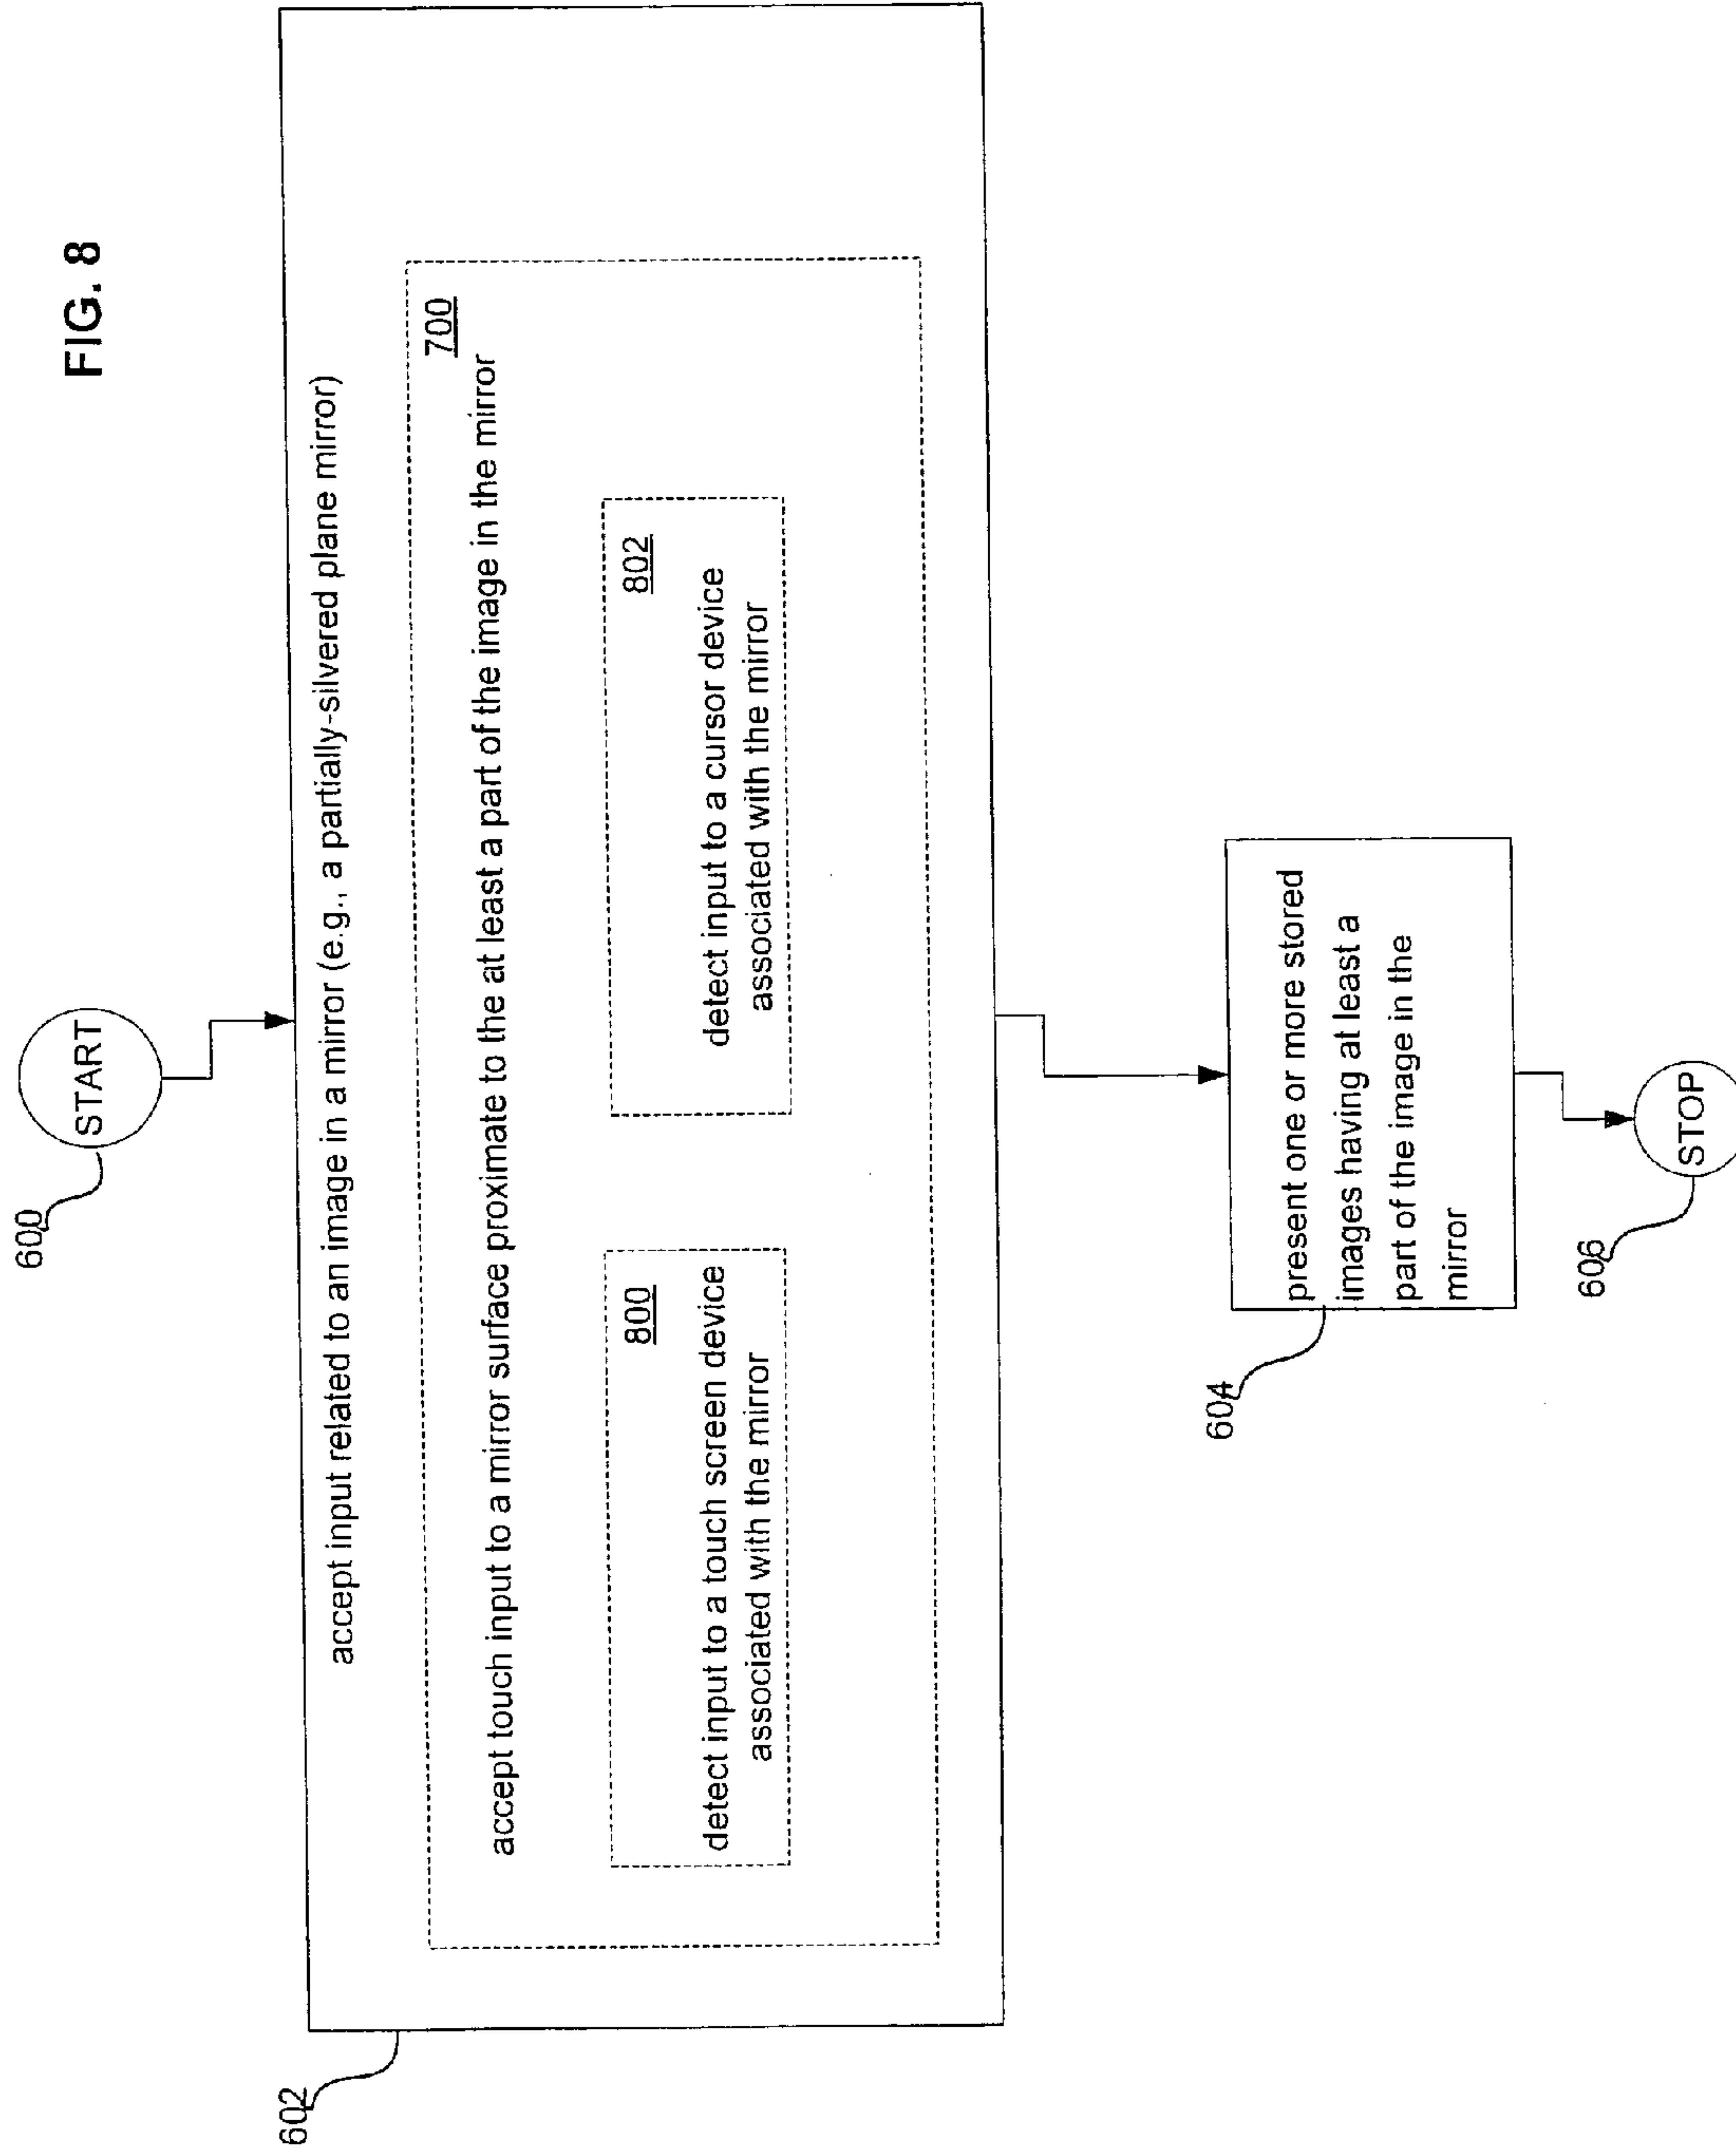 FIG. 8
600
START
602
accept input related to an image in a mirror (e.g., a partially-silvered plane mirror)
700
accept touch input to a mirror surface proximate to the at least a part of the image in the mirror
800
detect input to a touch screen device
associated with the mirror
802
detect input to a cursor device
associated with the mirror
604
present one or more stored
images having at least a
part of the image in the
mirror
606
STOP